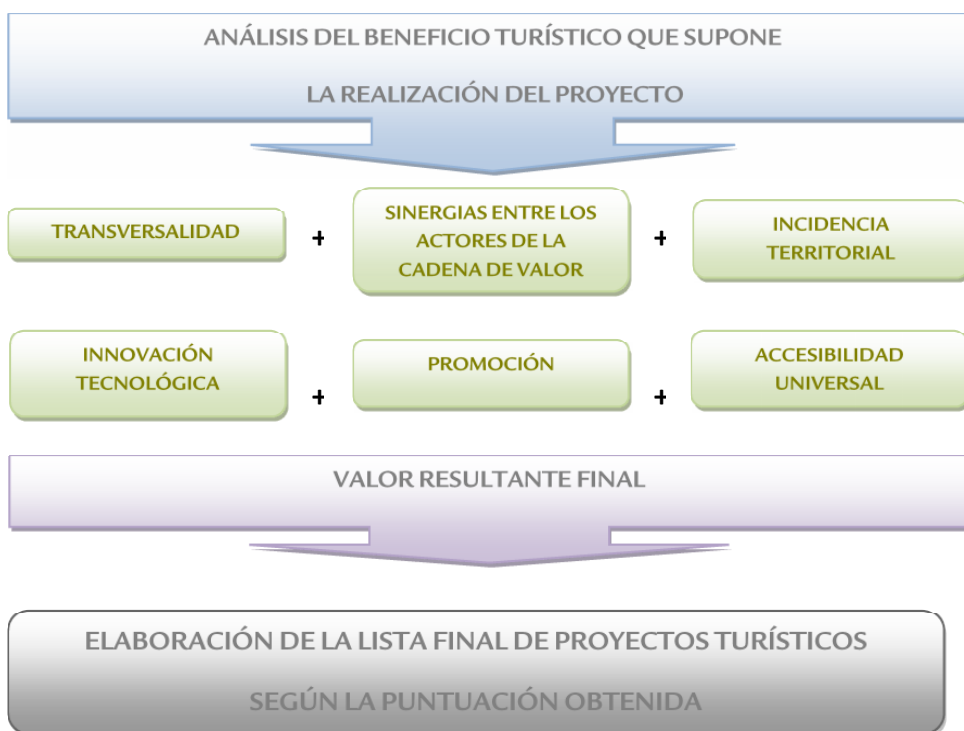 ANÁLISIS DEL BENEFICIO TURÍSTICO QUE SUPONE
LA REALIZACIÓN DEL PROYECTO
TRANSVERSALIDAD
+
SINERGIAS ENTRE LOS
ACTORES DE LA
CADENA DE VALOR
+
INCIDENCIA
TERRITORIAL
INNOVACIÓN
TECNOLÓGICA
+
PROMOCIÓN
+
ACCESIBILIDAD
UNIVERSAL
VALOR RESULTANTE FINAL
ELABORACIÓN DE LA LISTA FINAL DE PROYECTOS TURÍSTICOS
SEGÚN LA PUNTUACIÓN OBTENIDA